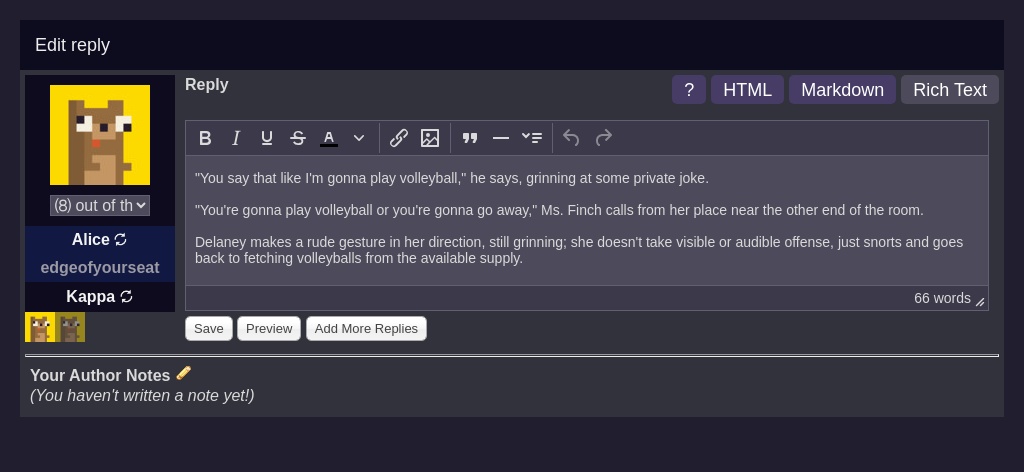 Edit reply
Reply
? HTML Markdown Rich Text
B I U S A
"You say that like I'm gonna play volleyball," he says, grinning at some private joke.
"You're gonna play volleyball or you're gonna go away," Ms. Finch calls from her place near the other end of the room.
Delaney makes a rude gesture in her direction, still grinning; she doesn't take visible or audible offense, just snorts and goes
back to fetching volleyballs from the available supply.
66 words
(8) out of th
Alice
edgeofyourseat
Kappa
Save Preview Add More Replies
Your Author Notes
(You haven't written a note yet!)